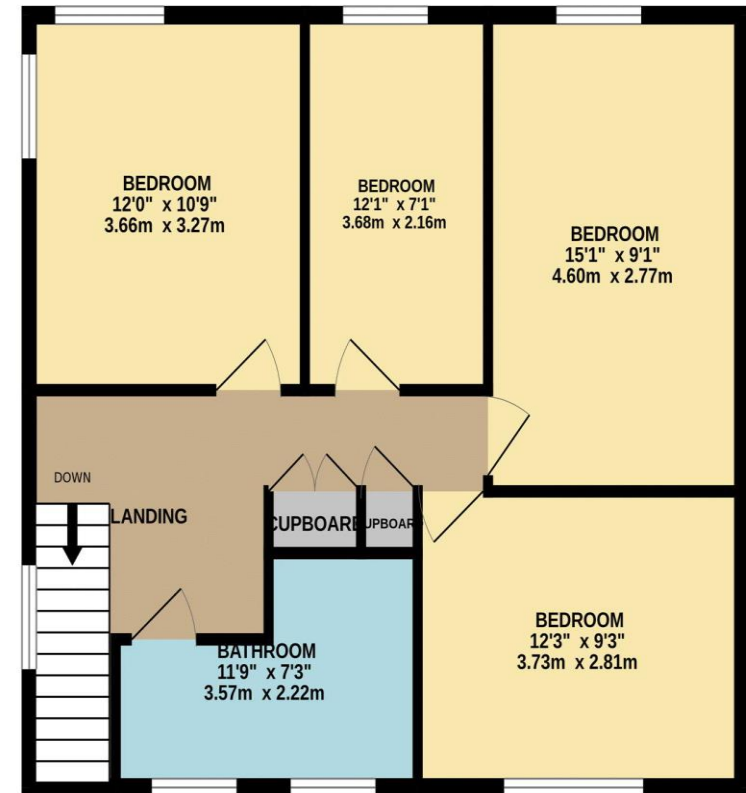 BEDROOM
12'0" x 10'9"
3.66m x 3.27m
BEDROOM
12'1" x 7'1"
3.68m x 2.16m
BEDROOM
15'1" x 9'1"
4.60m x 2.77m
DOWN
LANDING
CUPBOARD
CUPBOARD
BATHROOM
11'9" x 7'3"
3.57m x 2.22m
BEDROOM
12'3" x 9'3"
3.73m x 2.81m